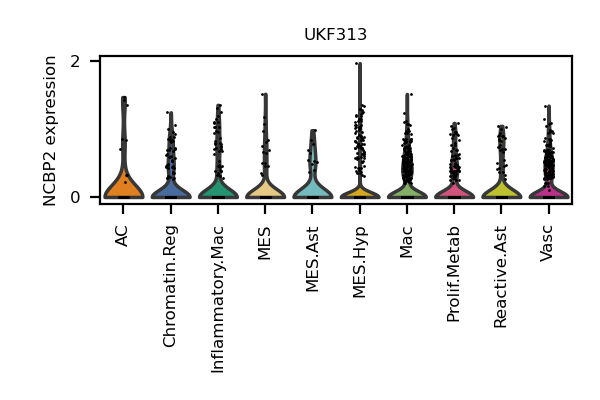 UKF313
NCBP2 expression
2
0
AC
Chromatin.Reg
Inflammatory.Mac
MES
MES.Ast
MES.Hyp
Mac
Prolif.Metab
Reactive.Ast
Vasc